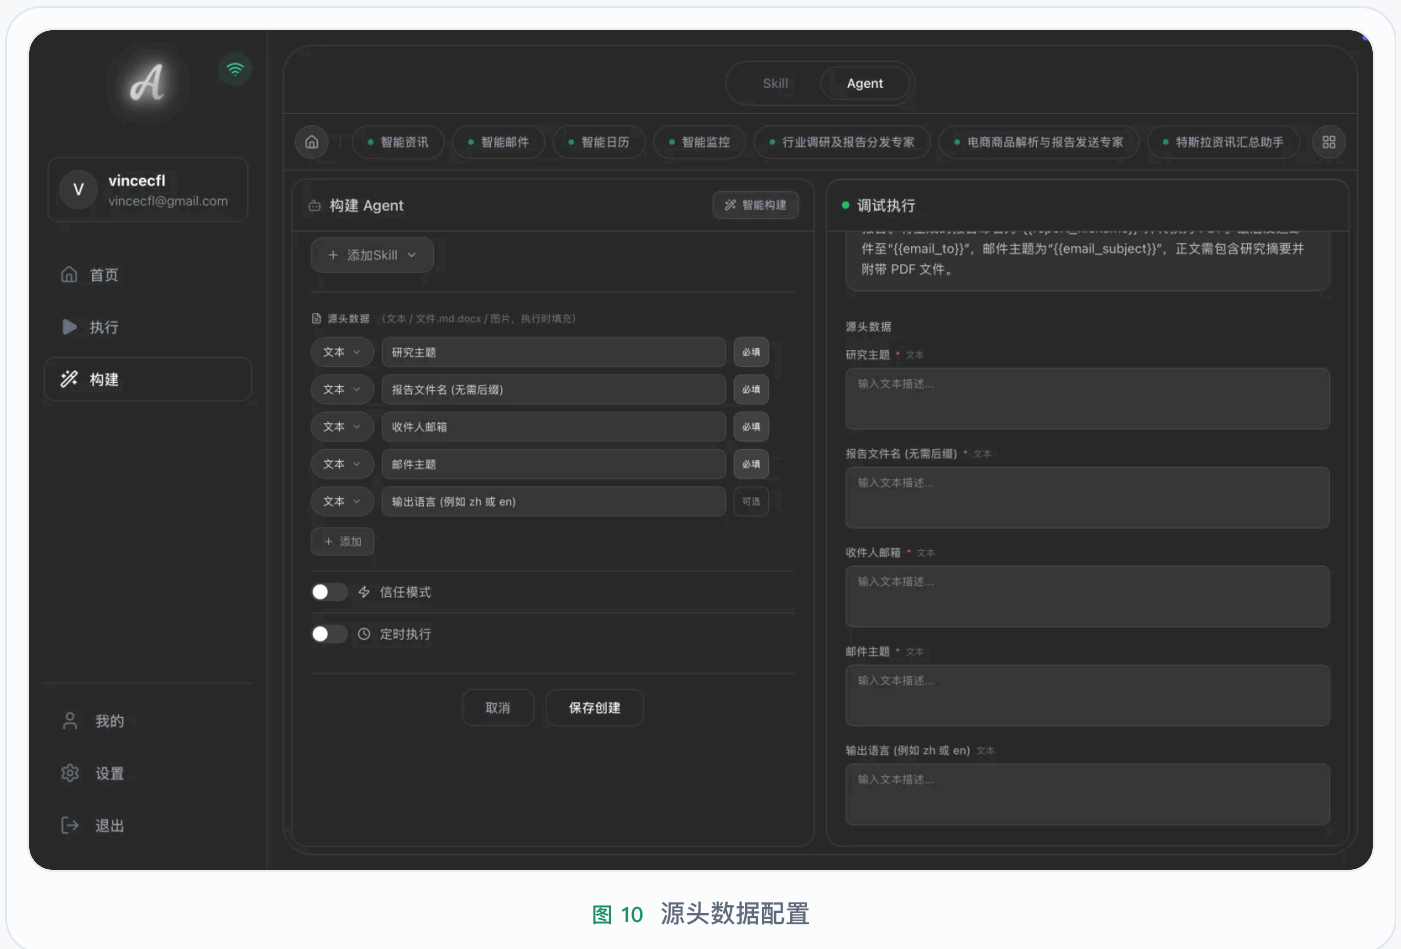 A
V
vincecfl
vincecfl@gmail.com
首页
执行
构建
我的
设置
退出
Skill
Agent
智能资讯
智能邮件
智能日历
智能监控
行业调研及报告分发专家
电商商品解析与报告发送专家
特斯拉资讯汇总助手
构建 Agent
智能构建
+ 添加Skill
源头数据 (文本 / 文件.md.docx / 图片，执行时填充)
文本 研究主题 必填
文本 报告文件名 (无需后缀) 必填
文本 收件人邮箱 必填
文本 邮件主题 必填
文本 输出语言 (例如 zh 或 en) 可选
+ 添加
信任模式
定时执行
取消
保存创建
调试执行
件至“{{email_to}}”，邮件主题为“{{email_subject}}”，正文需包含研究摘要并
附带 PDF 文件。
源头数据
研究主题 * 文本
输入文本描述...
报告文件名 (无需后缀) * 文本
输入文本描述...
收件人邮箱 * 文本
输入文本描述...
邮件主题 * 文本
输入文本描述...
输出语言 (例如 zh 或 en) 文本
输入文本描述...
图 10 源头数据配置